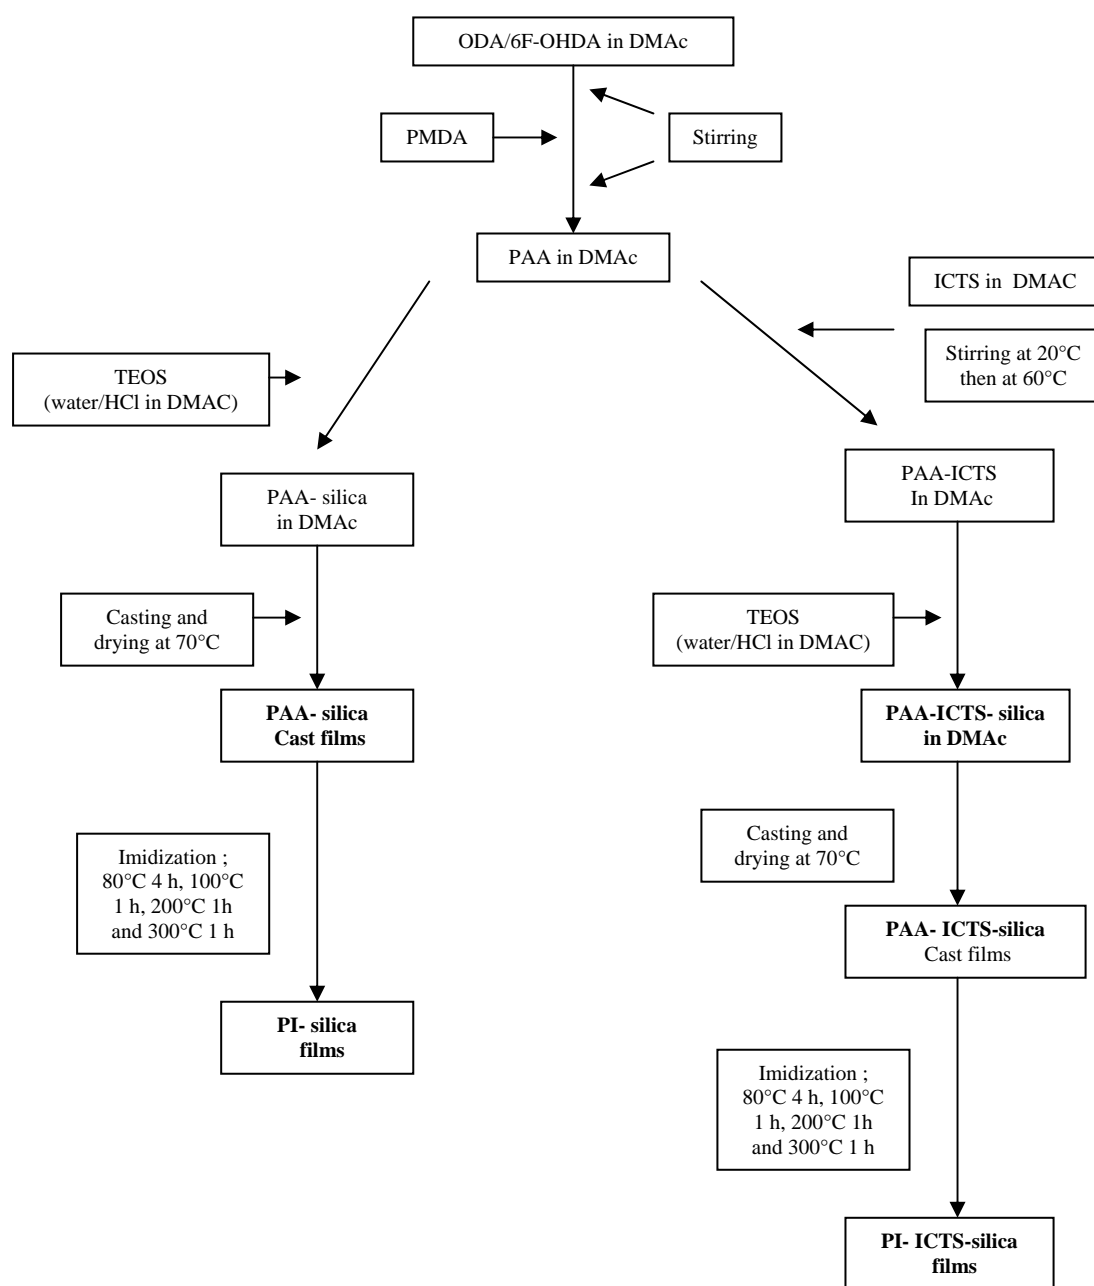 ODA/6F-OHDA in DMAc
PMDA
Stirring
PAA in DMAc
ICTS in DMAC
Stirring at 20°C
then at 60°C
TEOS
(water/HCl in DMAC)
PAA- silica
in DMAc
PAA-ICTS
In DMAc
Casting and
drying at 70°C
TEOS
(water/HCl in DMAC)
PAA- silica
Cast films
PAA-ICTS- silica
in DMAc
Imidization ;
80°C 4 h, 100°C
1 h, 200°C 1h
and 300°C 1 h
Casting and
drying at 70°C
PAA- ICTS-silica
Cast films
PI- silica
films
Imidization ;
80°C 4 h, 100°C
1 h, 200°C 1h
and 300°C 1 h
PI- ICTS-silica
films